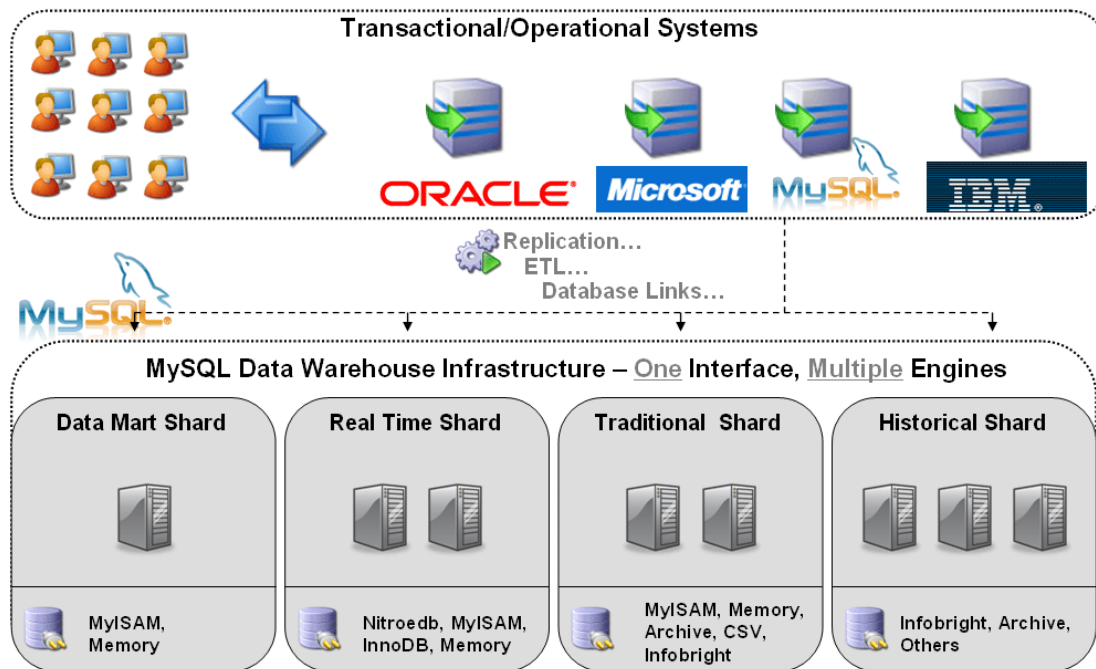 Transactional/Operational Systems
ORACLE®
Microsoft®
MySQL®
IBM®
Replication…
ETL…
Database Links…
MySQL®
MySQL Data Warehouse Infrastructure – One Interface, Multiple Engines
Data Mart Shard
Real Time Shard
Traditional Shard
Historical Shard
MyISAM,
Memory
Nitroedb, MyISAM,
InnoDB, Memory
MyISAM, Memory,
Archive, CSV,
Infobright
Infobright, Archive,
Others